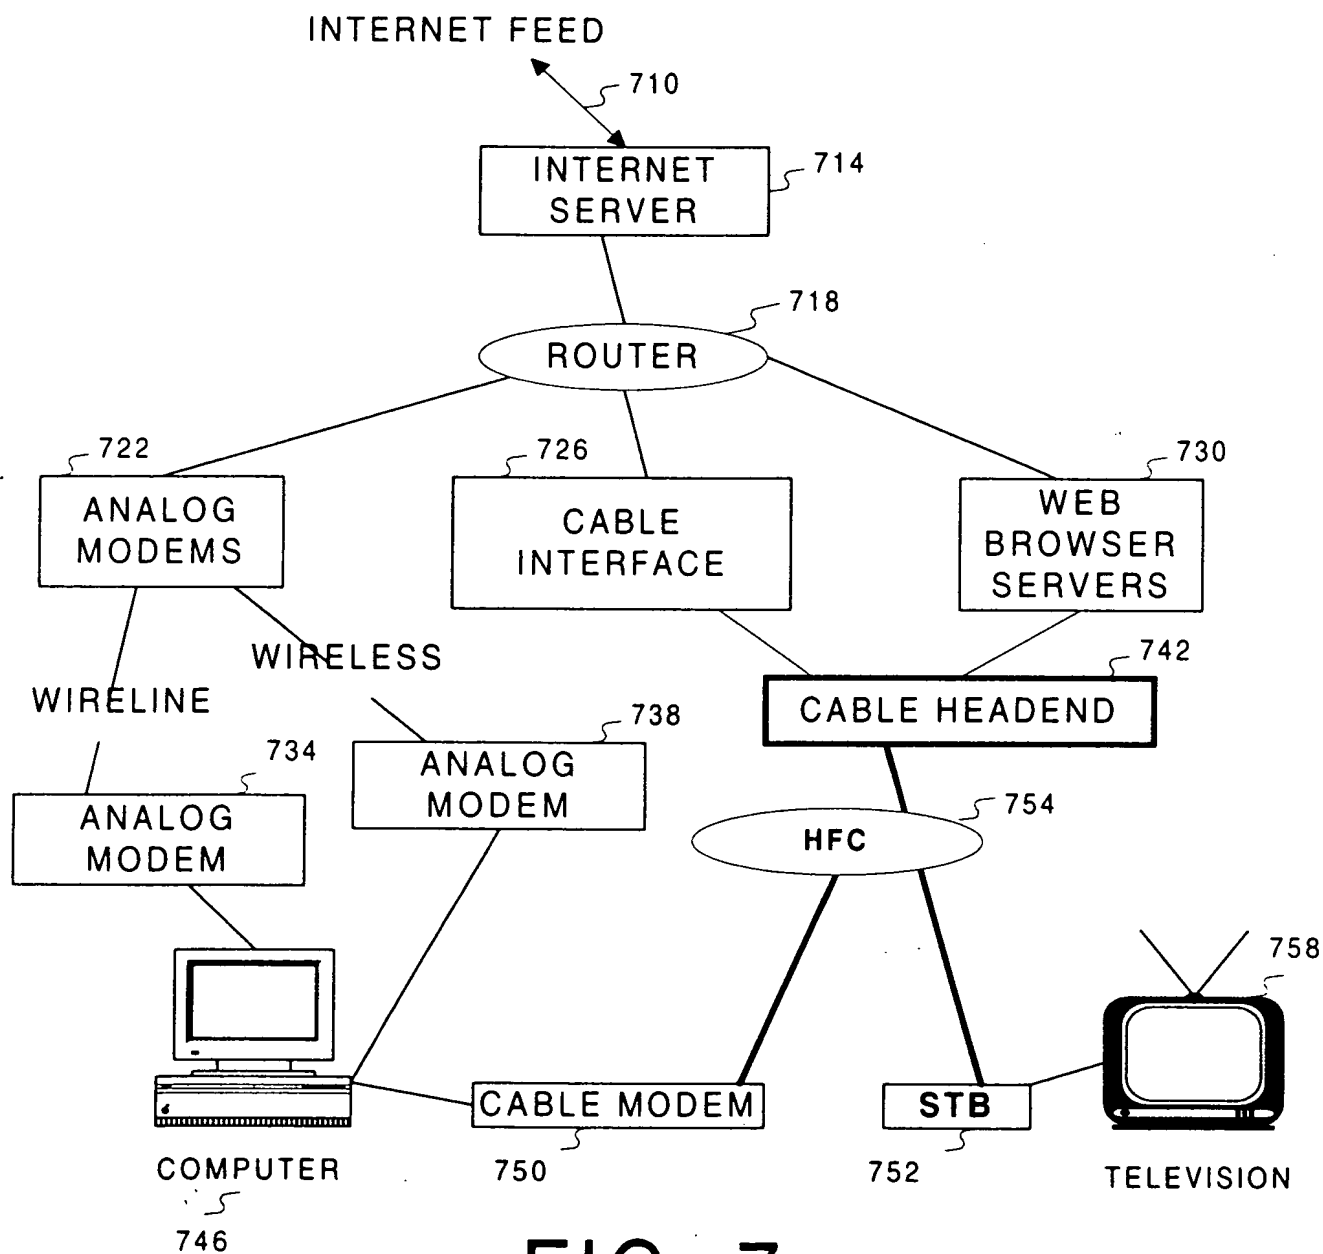 INTERNET FEED
710
INTERNET
SERVER
714
718
ROUTER
722
726
730
ANALOG
MODEMS
CABLE
INTERFACE
WEB
BROWSER
SERVERS
WIRELESS
742
WIRELINE
CABLE HEADEND
738
734
ANALOG
MODEM
754
ANALOG
MODEM
HFC
758
CABLE MODEM
STB
COMPUTER
750
752
TELEVISION
746
FIG. 7